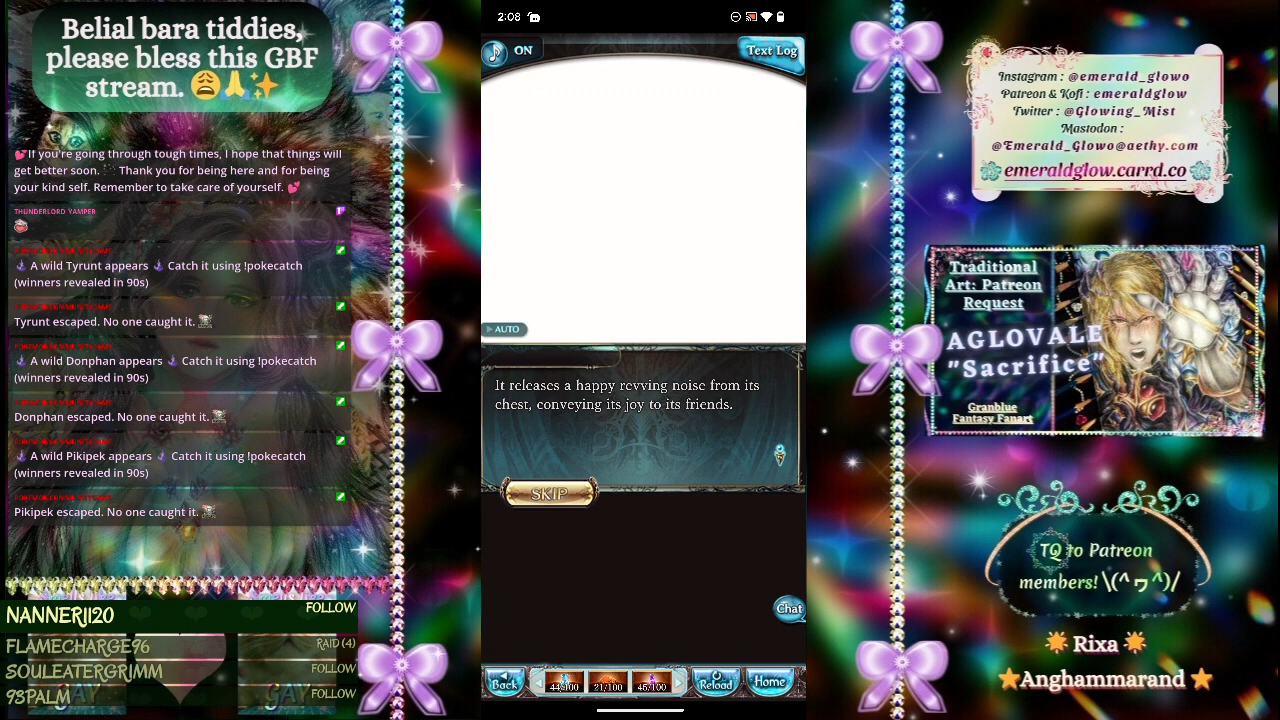 Belial bara tiddies,
please bless this GBF
stream. 😩🙏✨
💕If you're going through tough times, I hope that things will
get better soon. Thank you for being here and for being
your kind self. Remember to take care of yourself. 💕
THUNDERLORD YAMPER
A wild Tyrunt appears Catch it using !pokecatch
(winners revealed in 90s)
Tyrunt escaped. No one caught it.
A wild Donphan appears Catch it using !pokecatch
(winners revealed in 90s)
Donphan escaped. No one caught it.
A wild Pikipek appears Catch it using !pokecatch
(winners revealed in 90s)
Pikipek escaped. No one caught it.
NANNERJI20 FOLLOW
FLAMECHARGE96 RAID (4)
SOULEATERGRIMM FOLLOW
93PALM FOLLOW
2:08
ON
Text Log
AUTO
It releases a happy revving noise from its
chest, conveying its joy to its friends.
SKIP
Chat
Back
44/100
21/100
45/100
Reload
Home
Instagram : @emerald_glowo
Patreon & Kofi : emeraldglow
Twitter : @Glowing_Mist
Mastodon :
@Emerald_Glowo@aethy.com
emeraldglow.carrd.co
Traditional
Art: Patreon
Request
AGLOVALE
"Sacrifice"
Granblue
Fantasy Fanart
TQ to Patreon
members! \(^ヮ^)/
Rixa
Anghammarand